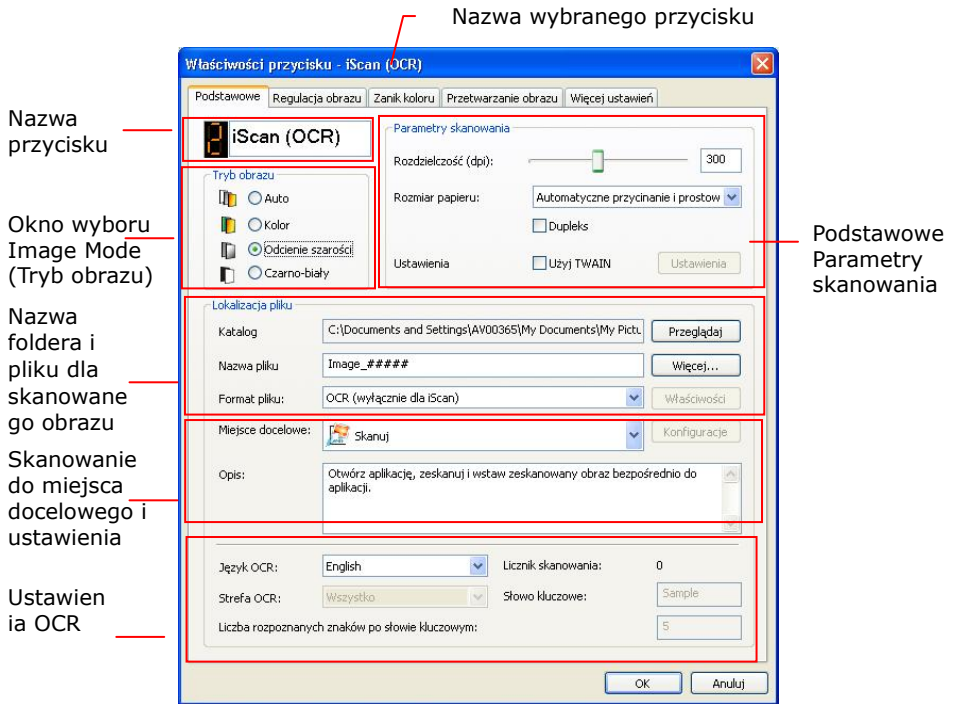 Nazwa wybranego przycisku
Właściwości przycisku - iScan (OCR)
Podstawowe Regulacja obrazu Zanik koloru Przetwarzanie obrazu Więcej ustawień
Nazwa
przycisku
2 iScan (OCR)
Tryb obrazu
Auto
Kolor
Odcienie szarości
Czarno-biały
Okno wyboru
Image Mode
(Tryb obrazu)
Parametry skanowania
Rozdzielczość (dpi): 300
Rozmiar papieru: Automatyczne przycinanie i prostow
Dupleks
Ustawienia Użyj TWAIN Ustawienia
Podstawowe
Parametry
skanowania
Nazwa
foldera i
pliku dla
skanowane
go obrazu
Lokalizacja pliku
Katalog C:\Documents and Settings\AV00365\My Documents\My Pictu Przeglądaj
Nazwa pliku Image_##### Więcej...
Format pliku: OCR (wyłącznie dla iScan) Właściwości
Skanowanie
do miejsca
docelowego i
ustawienia
Miejsce docelowe: Skanuj Konfiguracje
Opis: Otwórz aplikację, zeskanuj i wstaw zeskanowany obraz bezpośrednio do
aplikacji.
Ustawien
ia OCR
Język OCR: English Licznik skanowania: 0
Strefa OCR: Wszystko Słowo kluczowe: Sample
Liczba rozpoznanych znaków po słowie kluczowym: 5
OK Anuluj